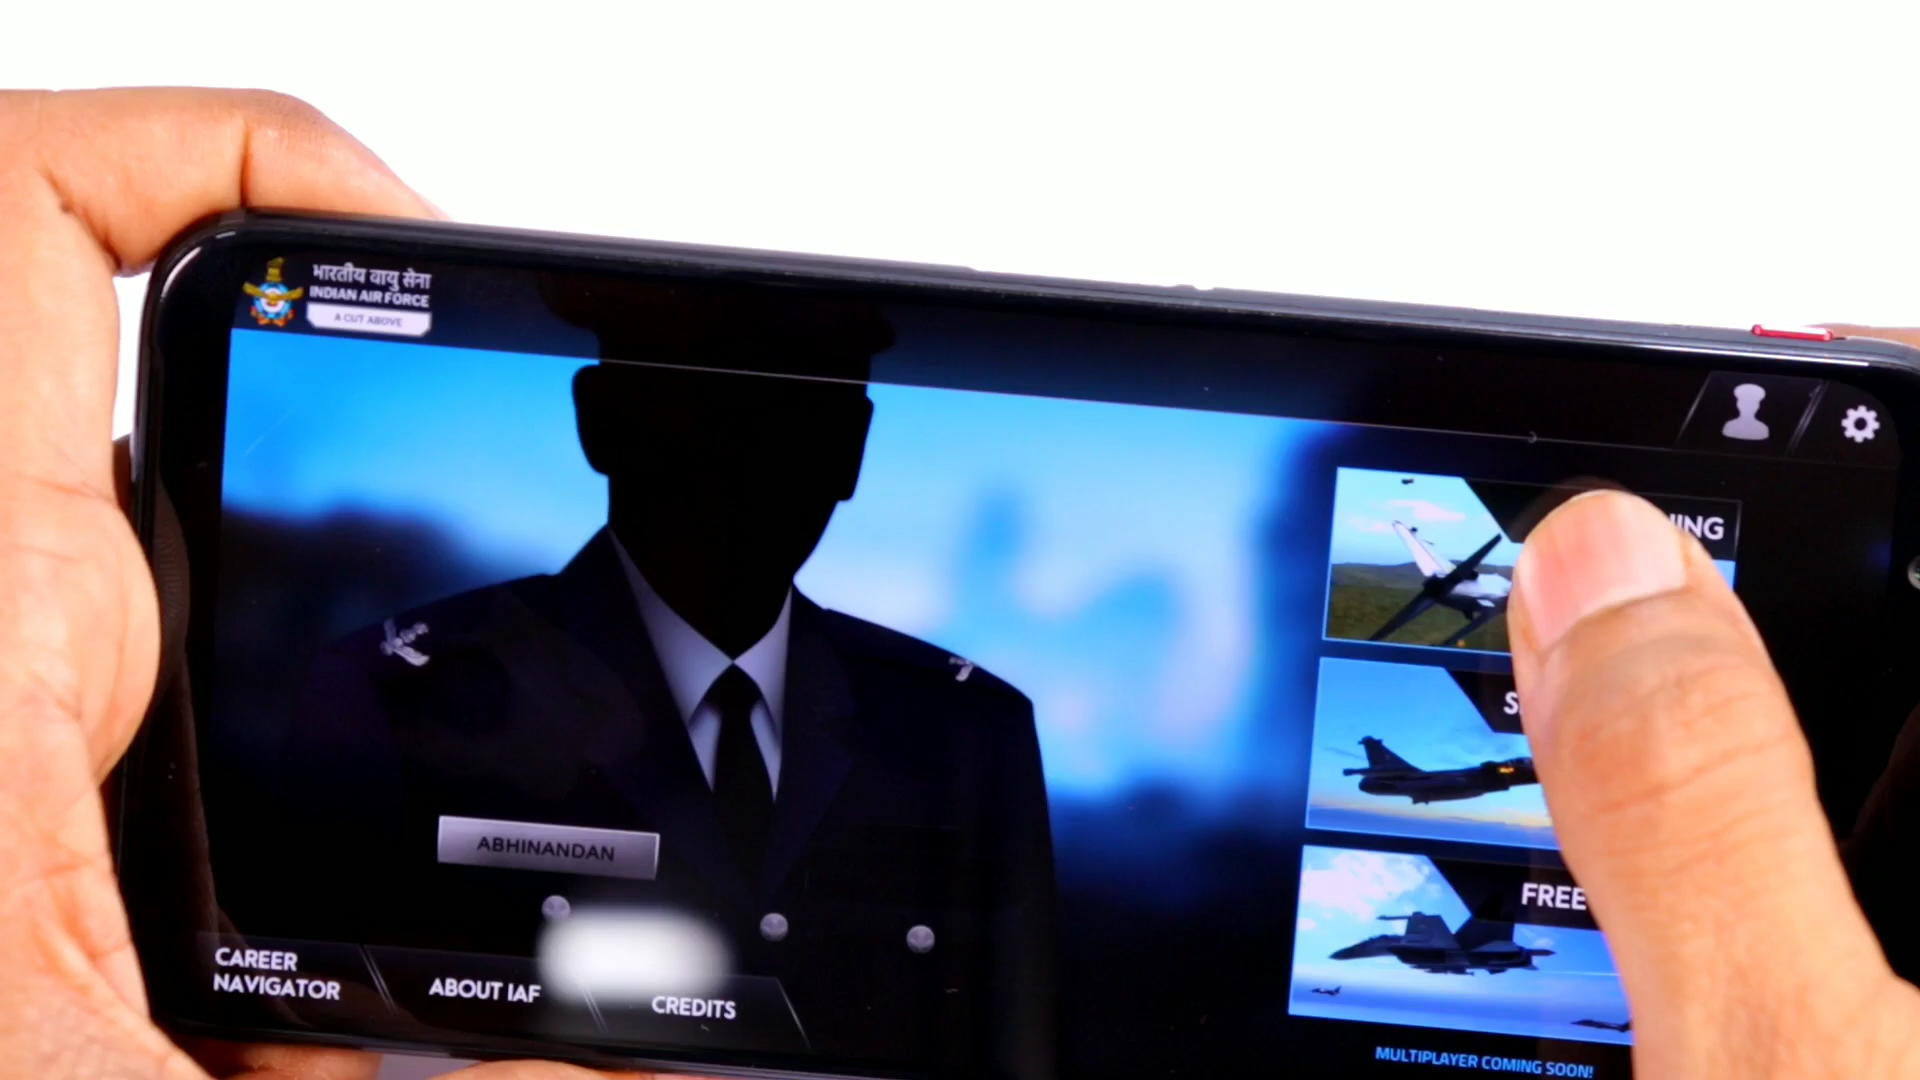 भारतीय वायु सेना
INDIAN AIR FORCE
A CUT ABOVE
ABHINANDAN
FREE
CAREER
NAVIGATOR
ABOUT IAF
CREDITS
MULTIPLAYER COMING SOON!